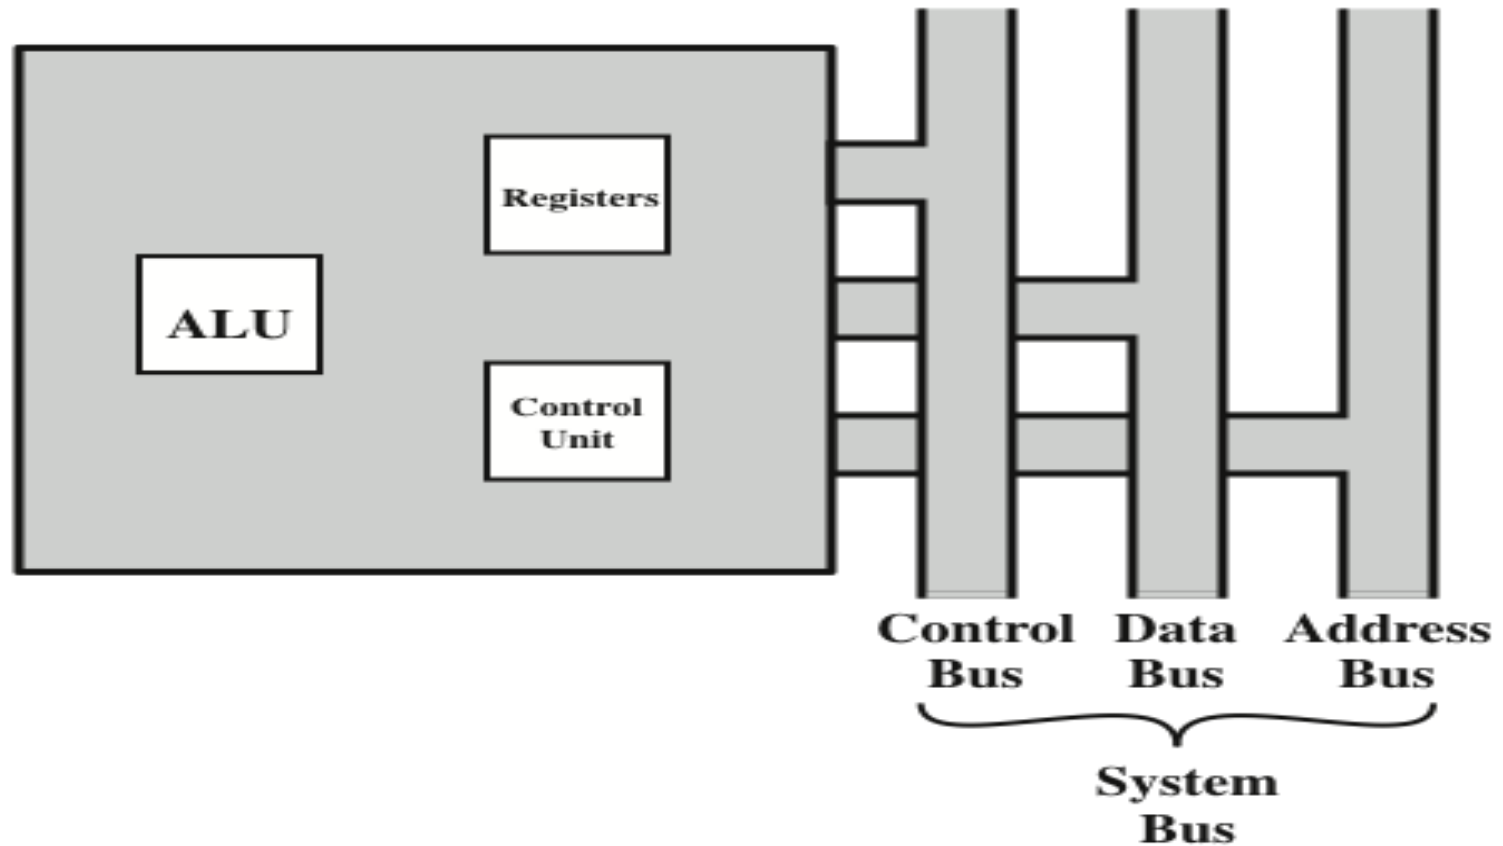 Registers
ALU
Control
Unit
Control Data Address
Bus Bus Bus
System
Bus